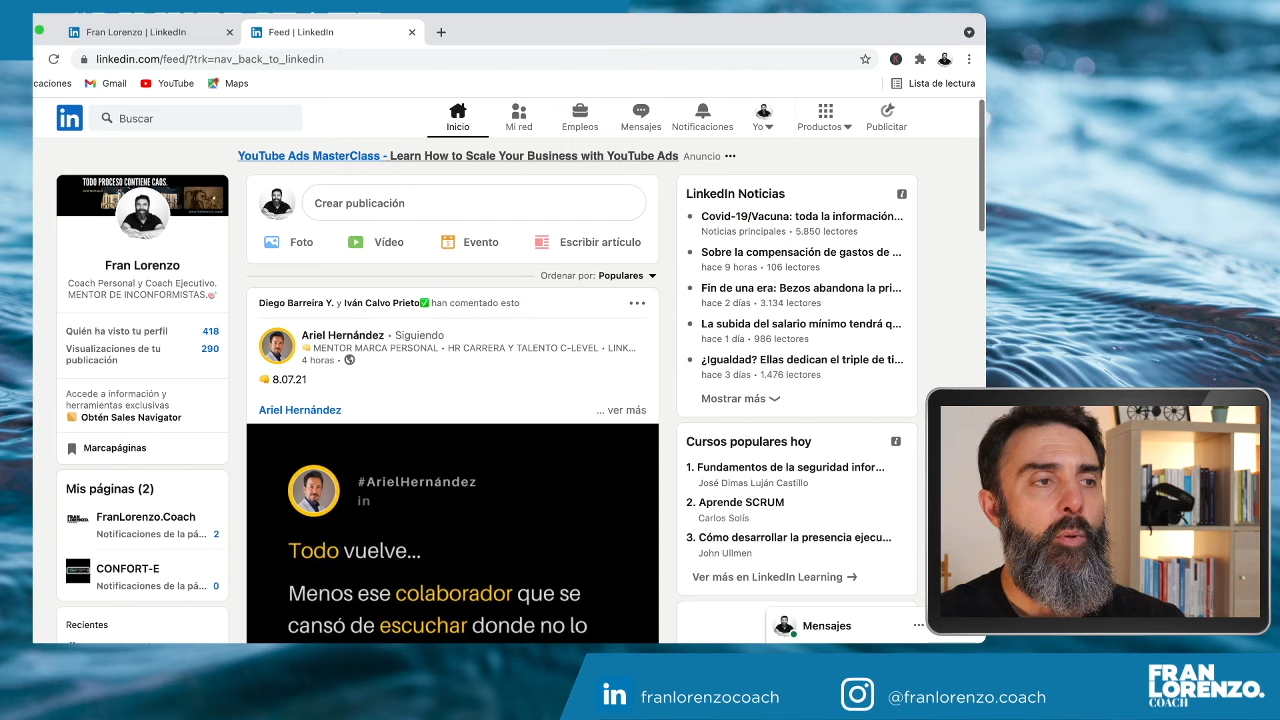 Fran Lorenzo | LinkedIn
Feed | LinkedIn
linkedin.com/feed/?trk=nav_back_to_linkedin
caciones
Gmail
YouTube
Maps
Lista de lectura
in
Buscar
Inicio
Mi red
Empleos
Mensajes
Notificaciones
Yo
Productos
Publicitar
YouTube Ads MasterClass - Learn How to Scale Your Business with YouTube Ads Anuncio
TODO PROCESO CONTIENE CAOS.
Fran Lorenzo
Coach Personal y Coach Ejecutivo.
MENTOR DE INCONFORMISTAS.
Quién ha visto tu perfil 418
Visualizaciones de tu publicación 290
Accede a información y
herramientas exclusivas
Obtén Sales Navigator
Marcapáginas
Mis páginas (2)
FranLorenzo.Coach
Notificaciones de la pá... 2
CONFORT-E
Notificaciones de la pá... 0
Recientes
Crear publicación
Foto
Vídeo
Evento
Escribir artículo
Ordenar por: Populares
Diego Barreira Y. y Iván Calvo Prieto✅ han comentado esto
Ariel Hernández • Siguiendo
MENTOR MARCA PERSONAL • HR CARRERA Y TALENTO C-LEVEL • LINK...
4 horas •
8.07.21
Ariel Hernández
... ver más
#ArielHernández
in
Todo vuelve...
Menos ese colaborador que se
cansó de escuchar donde no lo
LinkedIn Noticias
Covid-19/Vacuna: toda la información...
Noticias principales • 5.850 lectores
Sobre la compensación de gastos de ...
hace 9 horas • 106 lectores
Fin de una era: Bezos abandona la pri...
hace 2 días • 3.134 lectores
La subida del salario mínimo tendrá q...
hace 1 día • 986 lectores
¿Igualdad? Ellas dedican el triple de ti...
hace 3 días • 1.476 lectores
Mostrar más
Cursos populares hoy
1. Fundamentos de la seguridad infor...
José Dimas Luján Castillo
2. Aprende SCRUM
Carlos Solís
3. Cómo desarrollar la presencia ejecu...
John Ullmen
Ver más en LinkedIn Learning →
Mensajes
in franlorenzocoach
@franlorenzo.coach
FRAN
LORENZO.
COACH